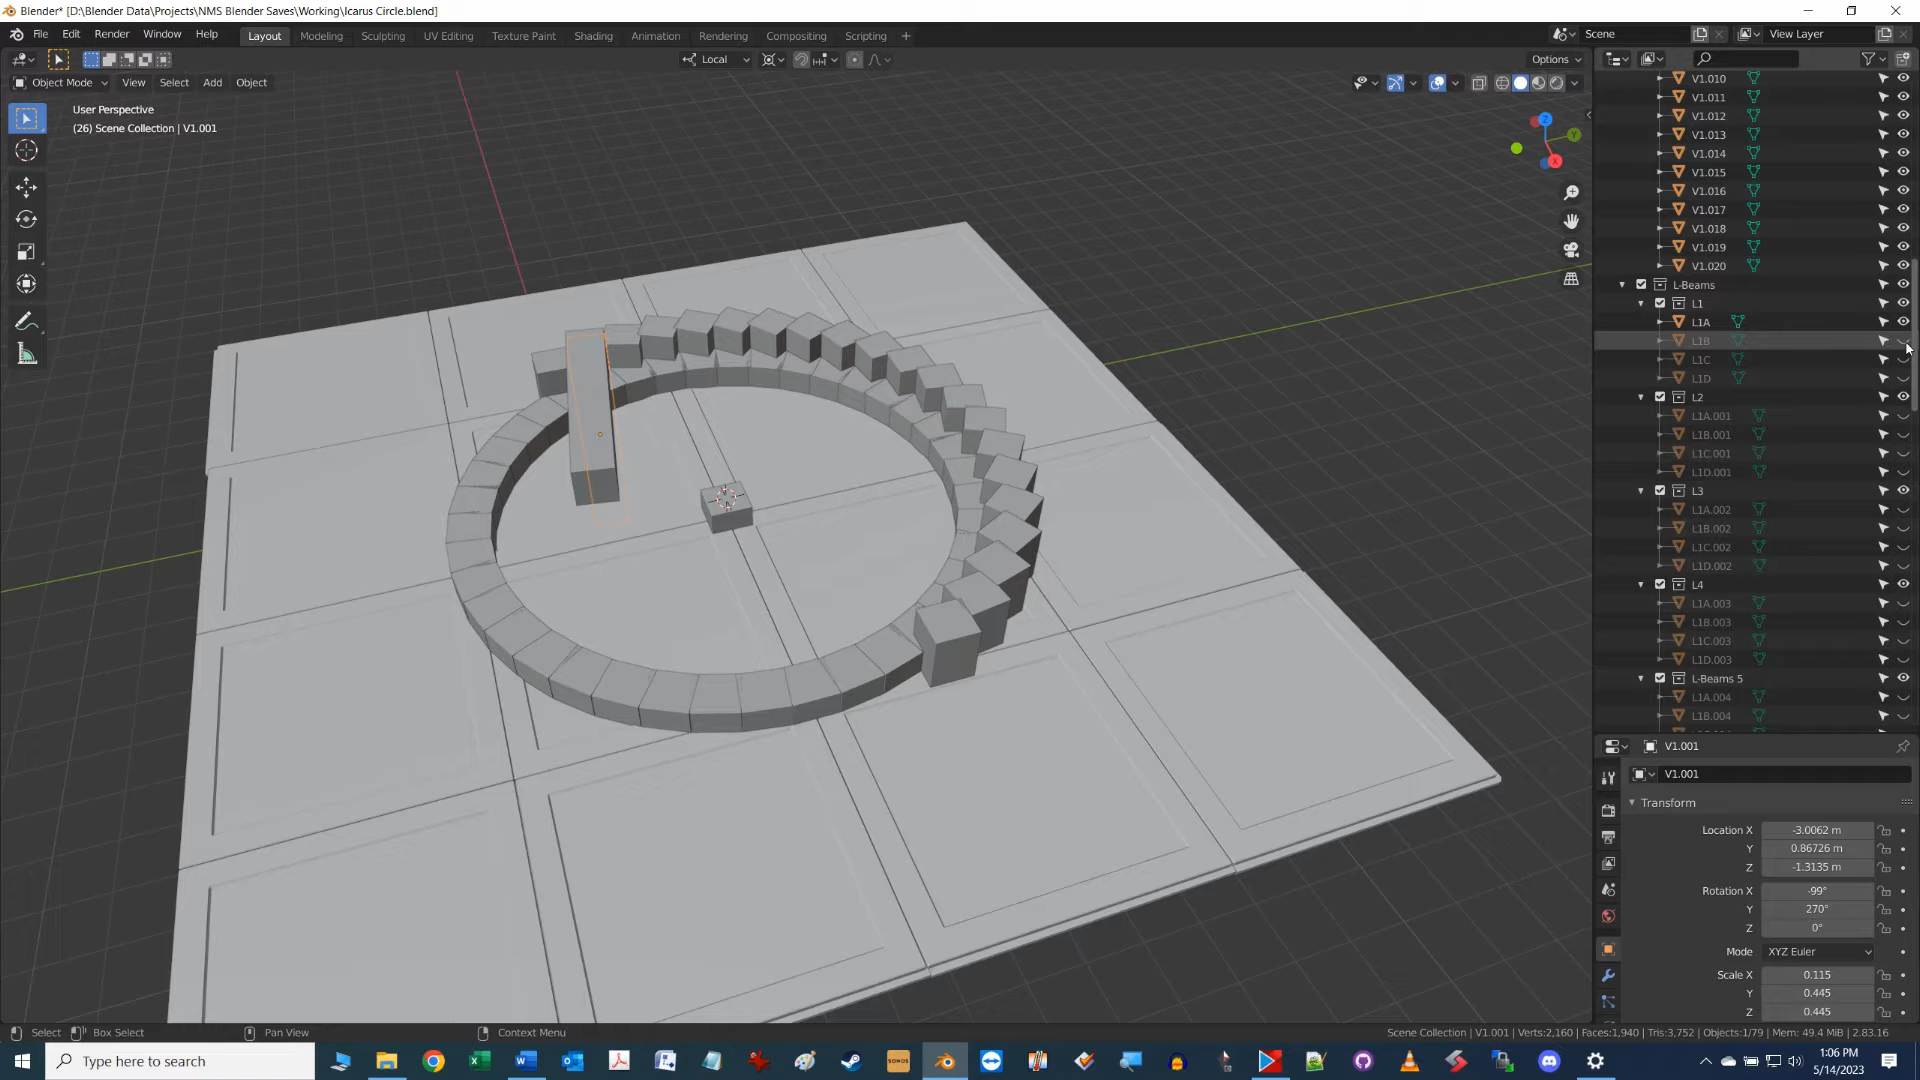 Blender* [D:\Blender Data\Projects\NMS Blender Saves\Working\Icarus Circle.blend]
File Edit Render Window Help Layout Modeling Sculpting UV Editing Texture Paint Shading Animation Rendering Compositing Scripting + Scene View Layer
Local Options
Object Mode View Select Add Object
User Perspective
(26) Scene Collection | V1.001
Z
Y
X
V1.010
V1.011
V1.012
V1.013
V1.014
V1.015
V1.016
V1.017
V1.018
V1.019
V1.020
L-Beams
L1
L1A
L1B
L1C
L1D
L2
L1A.001
L1B.001
L1C.001
L1D.001
L3
L1A.002
L1B.002
L1C.002
L1D.002
L4
L1A.003
L1B.003
L1C.003
L1D.003
L-Beams 5
L1A.004
L1B.004
V1.001
V1.001
Transform
Location X -3.0062 m
Y 0.86726 m
Z -1.3135 m
Rotation X -99°
Y 270°
Z 0°
Mode XYZ Euler
Scale X 0.115
Y 0.445
Z 0.445
Select Box Select Pan View Context Menu Scene Collection | V1.001 | Verts:2,160 | Faces:1,940 | Tris:3,752 | Objects:1/79 | Mem: 49.4 MiB | 2.83.16
Type here to search
SONOS
1:06 PM
5/14/2023